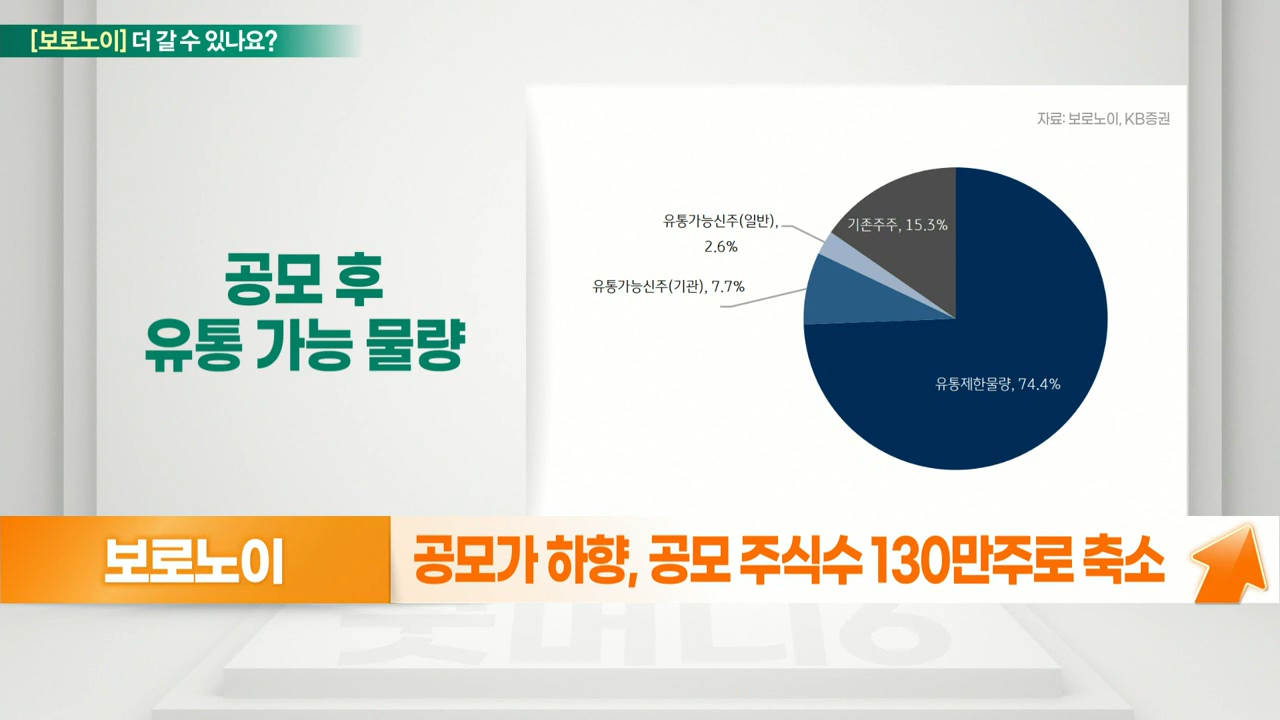 [보로노이] 더 갈 수 있나요?
자료: 보로노이, KB증권
공모 후
유통 가능 물량
유통가능신주(일반),
2.6%
기존주주, 15.3%
유통가능신주(기관), 7.7%
유통제한물량, 74.4%
보로노이
공모가 하향, 공모 주식수 130만주로 축소